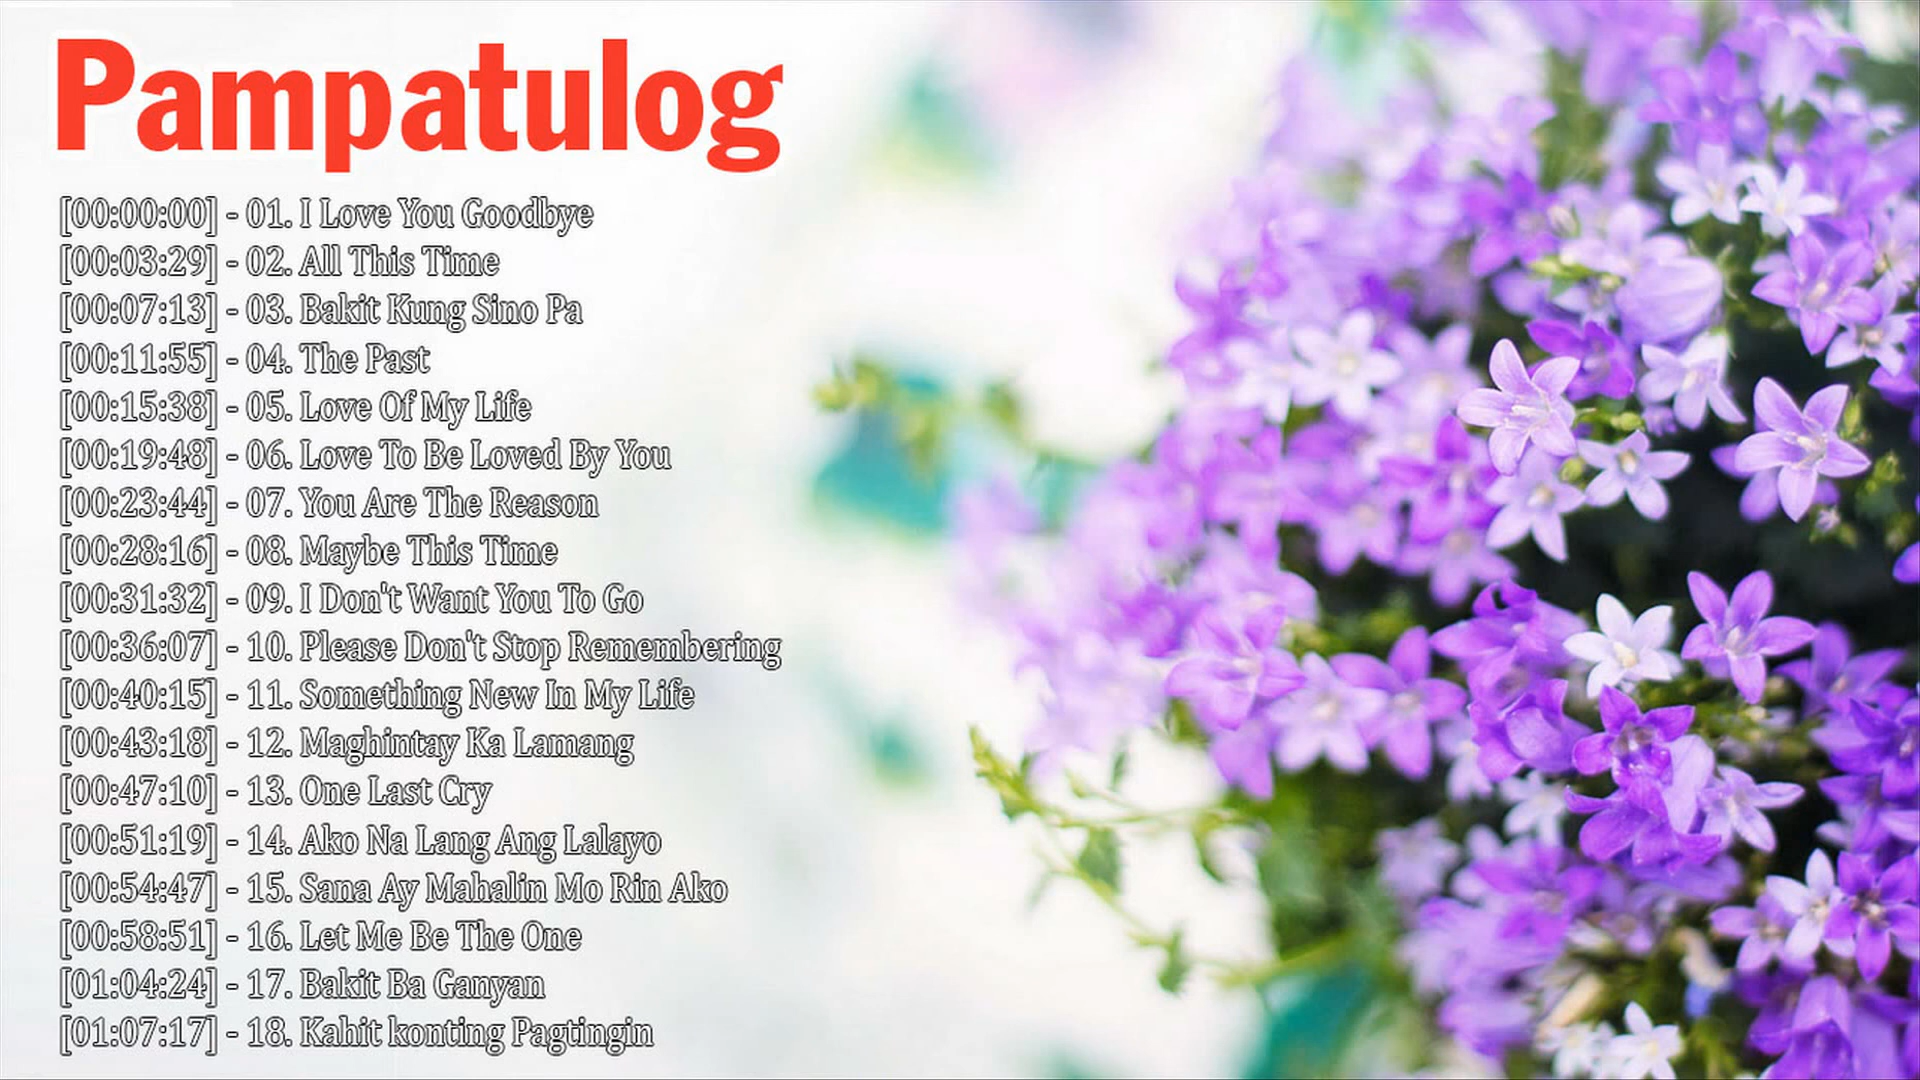 Pampatulog
[00:00:00] - 01. I Love You Goodbye
[00:03:29] - 02. All This Time
[00:07:13] - 03. Bakit Kung Sino Pa
[00:11:55] - 04. The Past
[00:15:38] - 05. Love Of My Life
[00:19:48] - 06. Love To Be Loved By You
[00:23:44] - 07. You Are The Reason
[00:28:16] - 08. Maybe This Time
[00:31:32] - 09. I Don't Want You To Go
[00:36:07] - 10. Please Don't Stop Remembering
[00:40:15] - 11. Something New In My Life
[00:43:18] - 12. Maghintay Ka Lamang
[00:47:10] - 13. One Last Cry
[00:51:19] - 14. Ako Na Lang Ang Lalayo
[00:54:47] - 15. Sana Ay Mahalin Mo Rin Ako
[00:58:51] - 16. Let Me Be The One
[01:04:24] - 17. Bakit Ba Ganyan
[01:07:17] - 18. Kahit konting Pagtingin